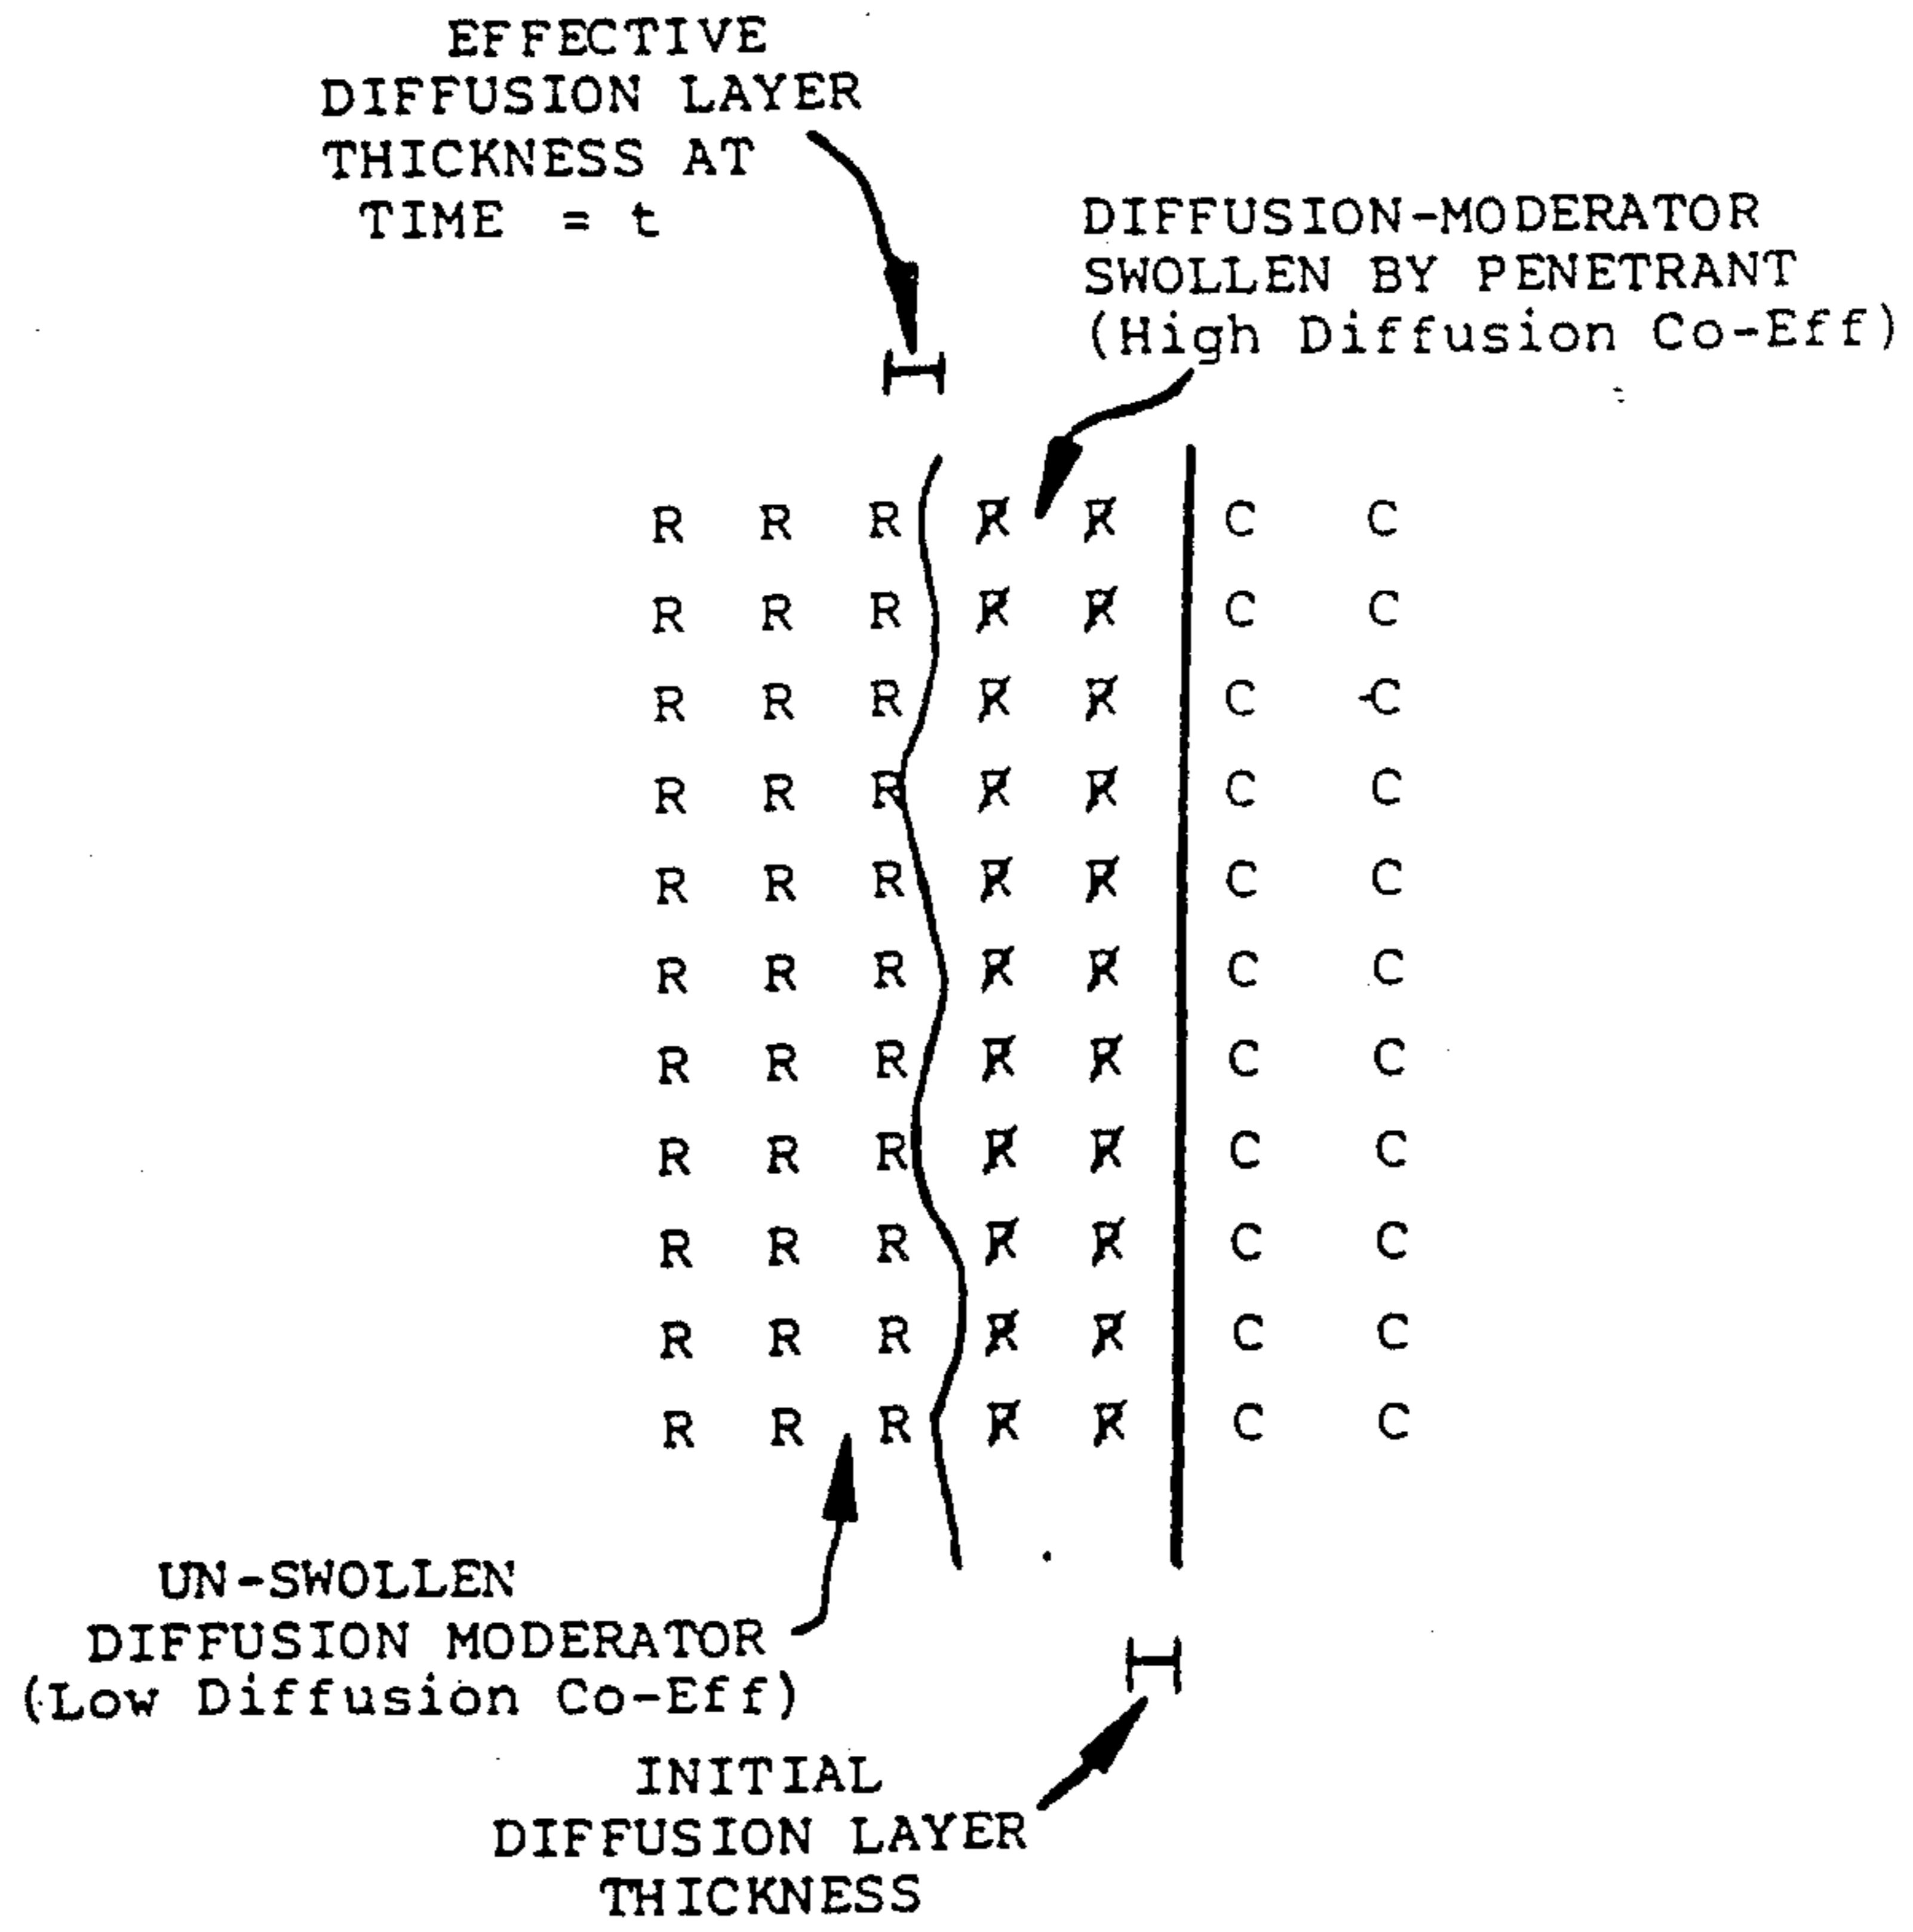 EFFECTIVE
DIFFUSION LAYER
THICKNESS AT
TIME = t
DIFFUSION-MODERATOR
SWOLLEN BY PENETRANT
(High Diffusion Co-Eff)
R R R R R C C
R R R R R C C
R R R R R C C
R R R R R C C
R R R R R C C
R R R R R C C
R R R R R C C
R R R R R C C
R R R R R C C
R R R R R C C
R R R R R C C
UN-SWOLLEN
DIFFUSION MODERATOR
(Low Diffusion Co-Eff)
INITIAL
DIFFUSION LAYER
THICKNESS